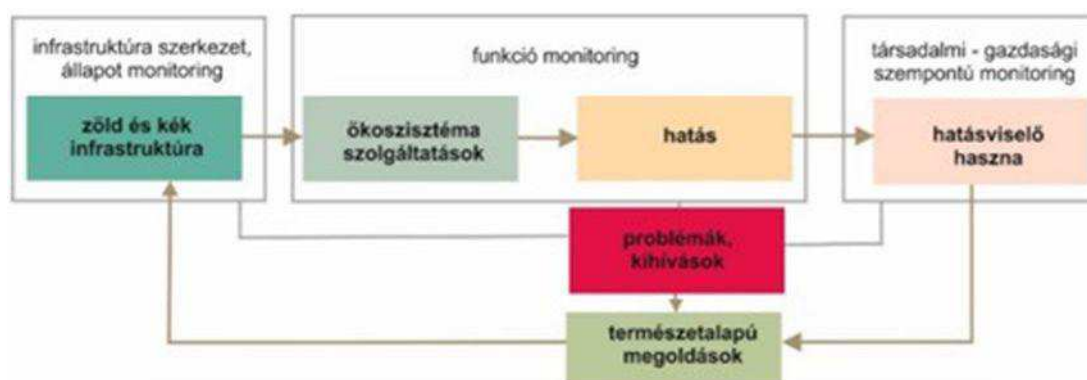 infrastruktúra szerkezet,
állapot monitoring
zöld és kék
infrastruktúra
funkció monitoring
ökoszisztéma
szolgáltatások
hatás
társadalmi - gazdasági
szempontú monitoring
hatásviselő
haszna
problémák,
kihívások
természetalapú
megoldások